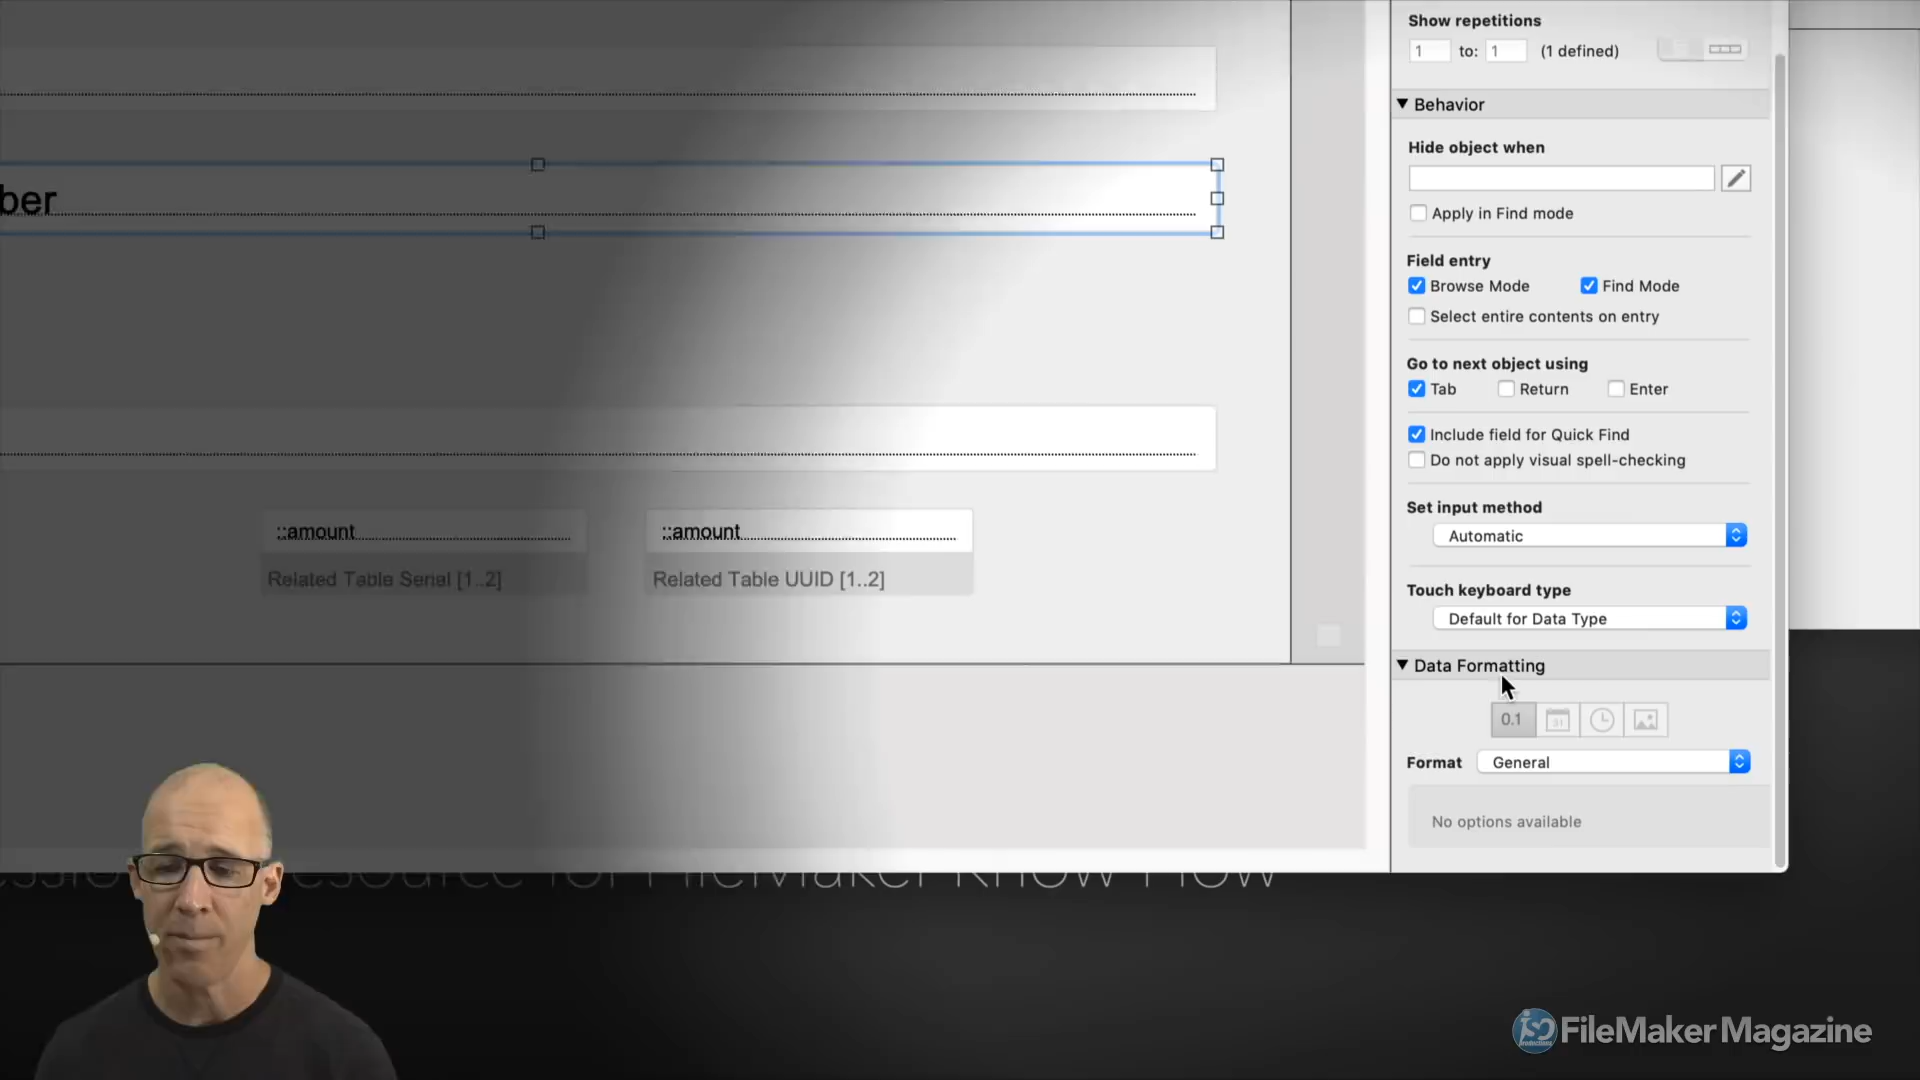 Show repetitions
1 to: 1 (1 defined)
Behavior
Hide object when
Apply in Find mode
ber
Field entry
Browse Mode Find Mode
Select entire contents on entry
Go to next object using
Tab Return Enter
Include field for Quick Find
Do not apply visual spell-checking
Set input method
Automatic
::amount ::amount
Related Table Serial [1..2] Related Table UUID [1..2]
Touch keyboard type
Default for Data Type
Data Formatting
0.1 31
Format General
No options available
FileMaker Know How
FileMaker Magazine